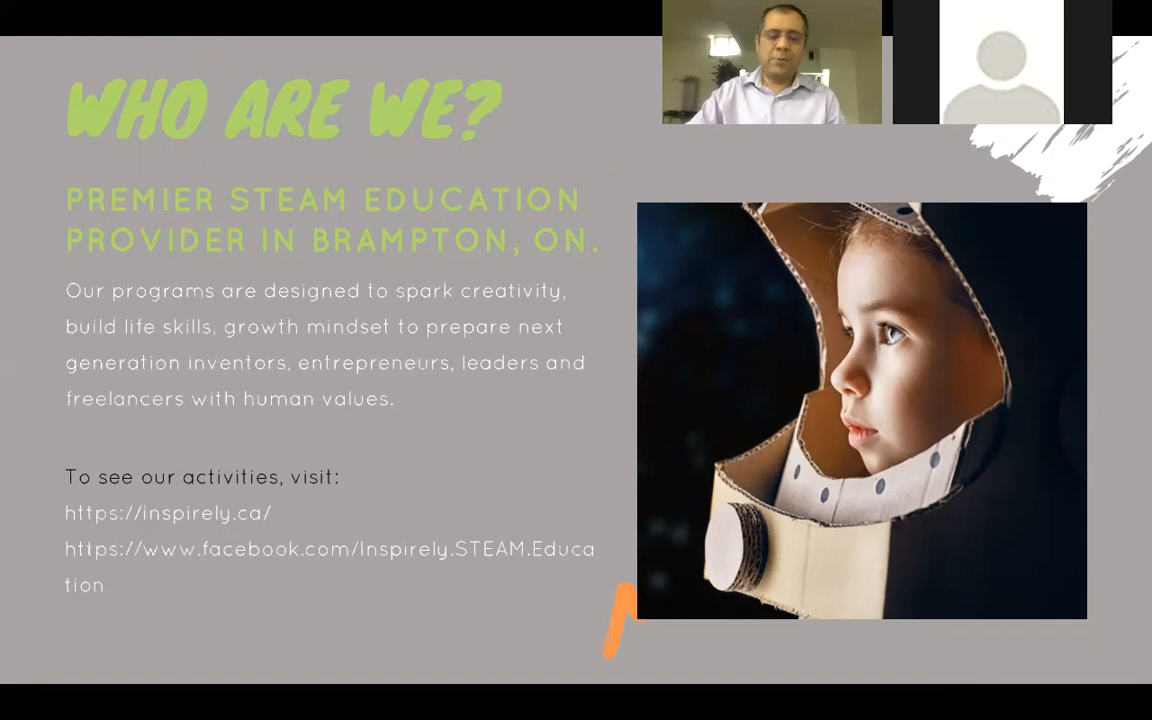 WHO ARE WE?
PREMIER STEAM EDUCATION
PROVIDER IN BRAMPTON, ON.
Our programs are designed to spark creativity,
build life skills, growth mindset to prepare next
generation inventors, entrepreneurs, leaders and
freelancers with human values.
To see our activities, visit:
https://inspirely.ca/
https://www.facebook.com/Inspirely.STEAM.Educa
tion